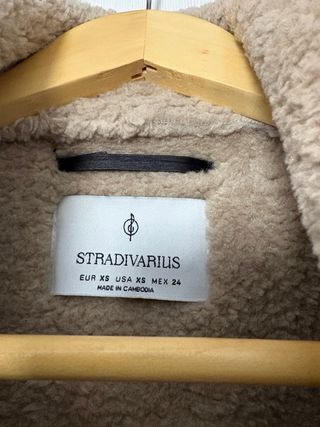 STRADIVARIUS
EUR XS USA XS MEX 24
MADE IN CAMBODIA